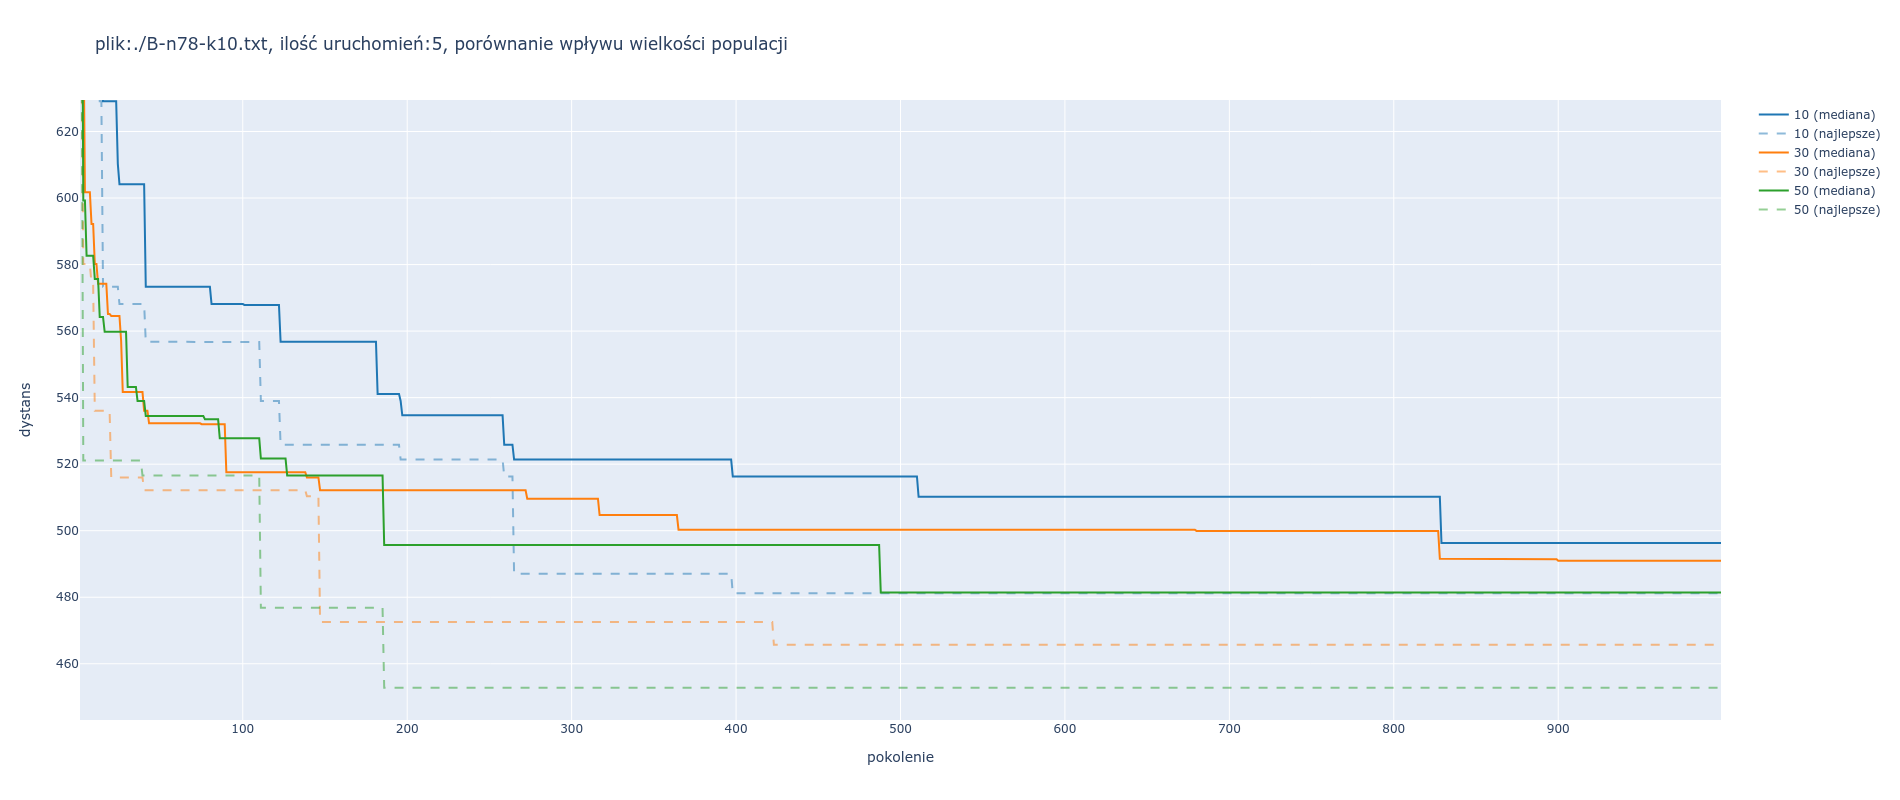 plik:./B-n78-k10.txt, ilość uruchomień:5, porównanie wpływu wielkości populacji
10 (mediana)
10 (najlepsze)
30 (mediana)
30 (najlepsze)
50 (mediana)
50 (najlepsze)
dystans
620
600
580
560
540
520
500
480
460
100 200 300 400 500 600 700 800 900
pokolenie